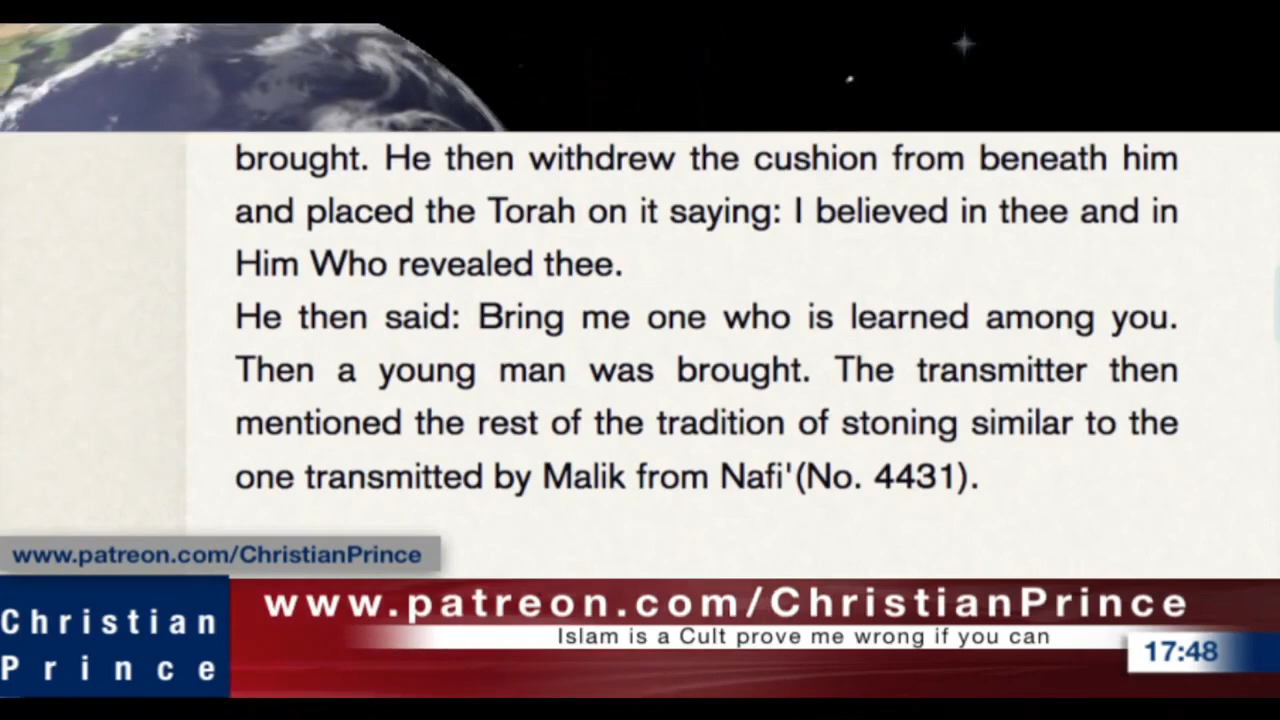 brought. He then withdrew the cushion from beneath him
and placed the Torah on it saying: I believed in thee and in
Him Who revealed thee.
He then said: Bring me one who is learned among you.
Then a young man was brought. The transmitter then
mentioned the rest of the tradition of stoning similar to the
one transmitted by Malik from Nafi'(No. 4431).
www.patreon.com/ChristianPrince
Christian
Prince
www.patreon.com/ChristianPrince
Islam is a Cult prove me wrong if you can
17:48